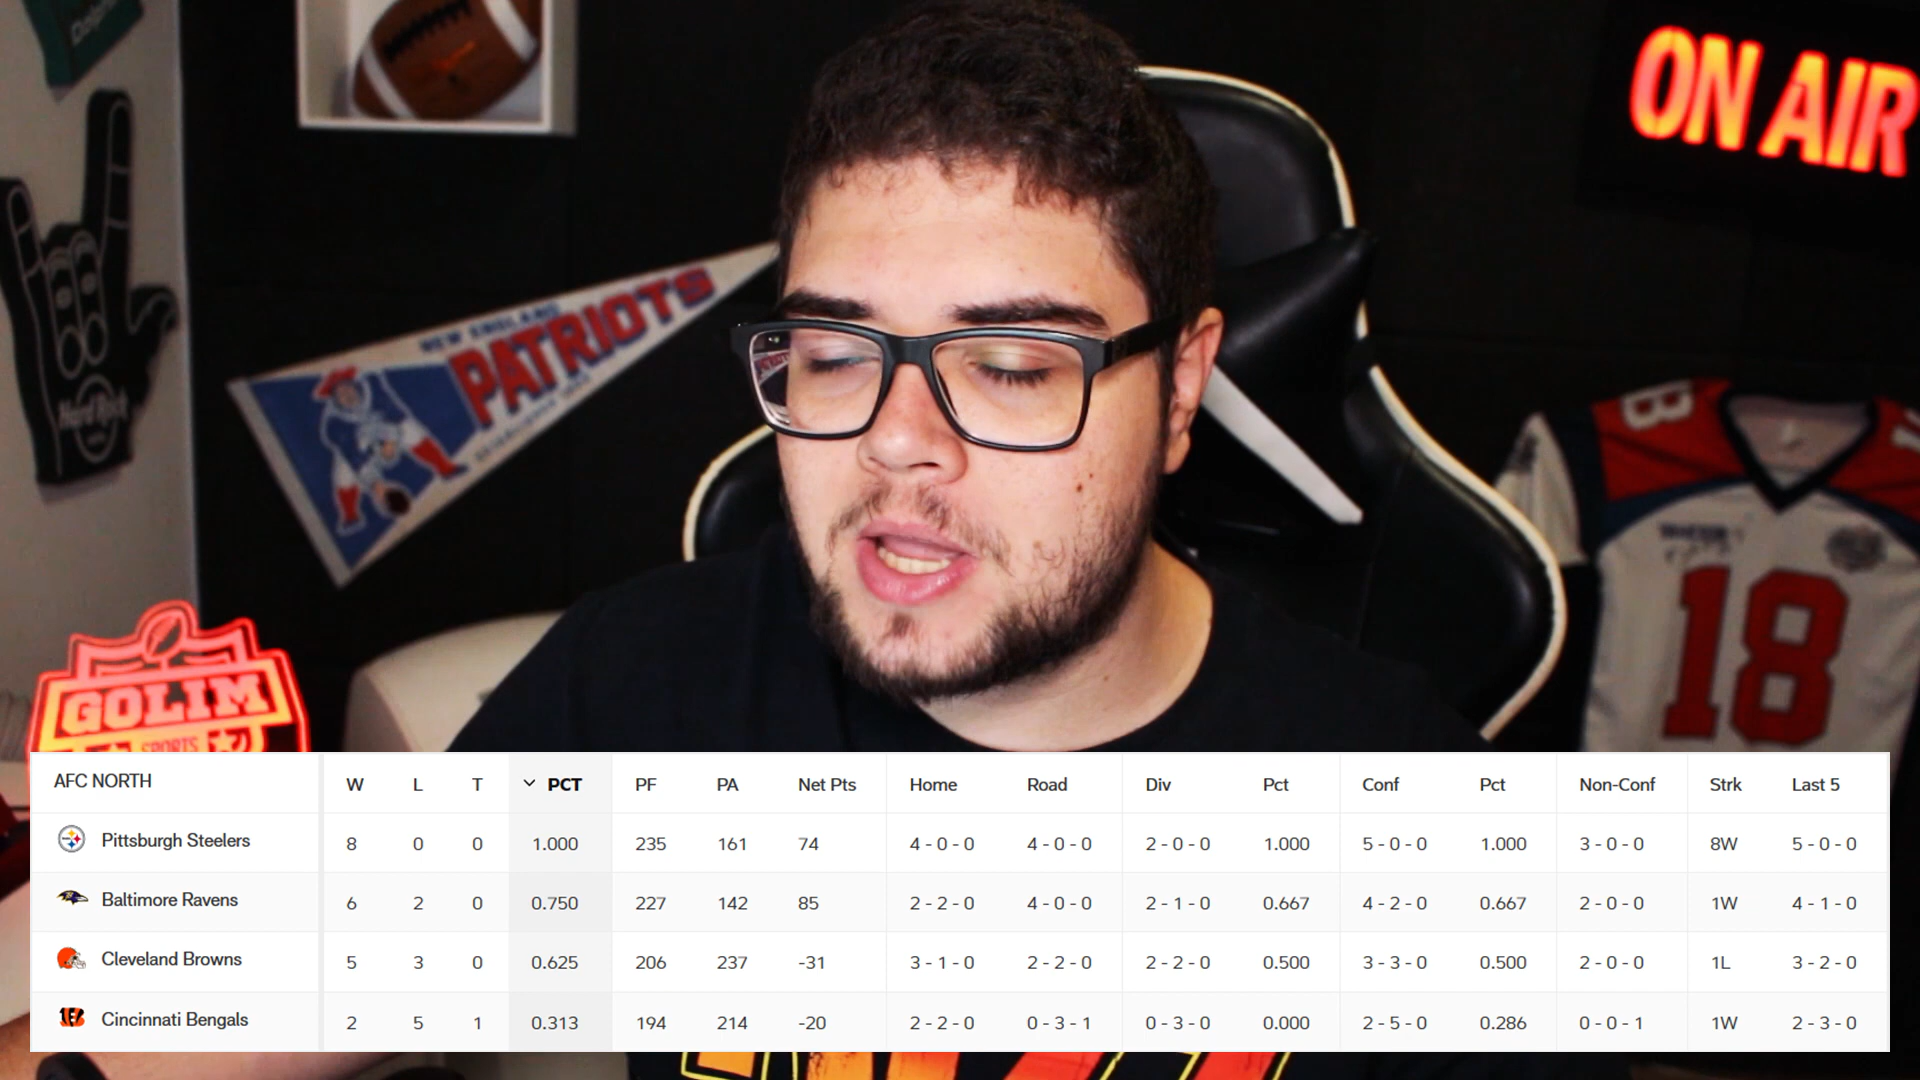 Dolphins
ON AIR
NEW ENGLAND
PATRIOTS
Hard Rock
18
GOLIM
SPORTS
AFC NORTH W L T PCT PF PA Net Pts Home Road Div Pct Conf Pct Non-Conf Strk Last 5
Pittsburgh Steelers 8 0 0 1.000 235 161 74 4 - 0 - 0 4 - 0 - 0 2 - 0 - 0 1.000 5 - 0 - 0 1.000 3 - 0 - 0 8W 5 - 0 - 0
Baltimore Ravens 6 2 0 0.750 227 142 85 2 - 2 - 0 4 - 0 - 0 2 - 1 - 0 0.667 4 - 2 - 0 0.667 2 - 0 - 0 1W 4 - 1 - 0
Cleveland Browns 5 3 0 0.625 206 237 -31 3 - 1 - 0 2 - 2 - 0 2 - 2 - 0 0.500 3 - 3 - 0 0.500 2 - 0 - 0 1L 3 - 2 - 0
Cincinnati Bengals 2 5 1 0.313 194 214 -20 2 - 2 - 0 0 - 3 - 1 0 - 3 - 0 0.000 2 - 5 - 0 0.286 0 - 0 - 1 1W 2 - 3 - 0